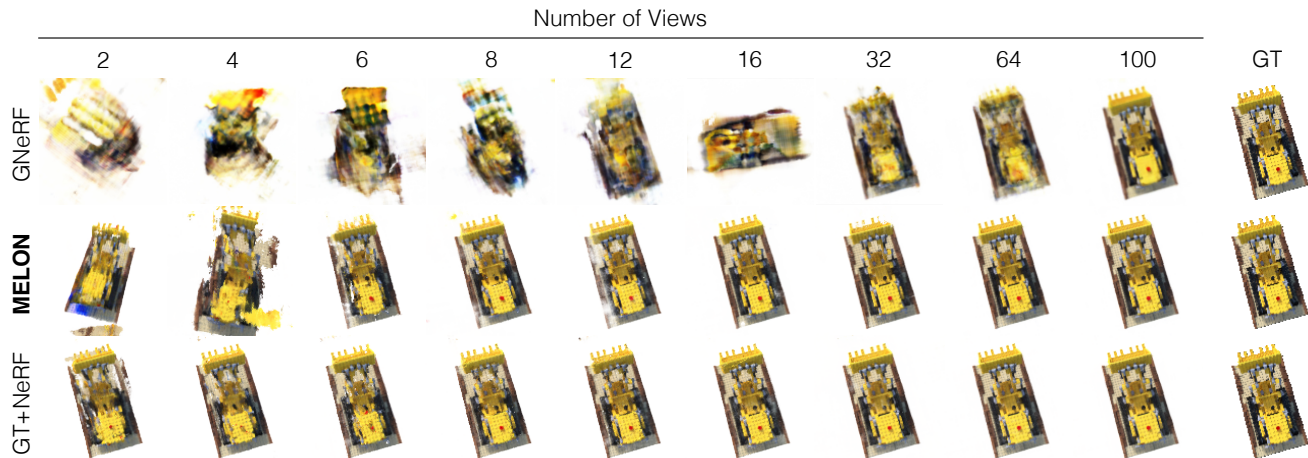 Number of Views
2 4 6 8 12 16 32 64 100 GT
GNeRF
MELON
GT+NeRF